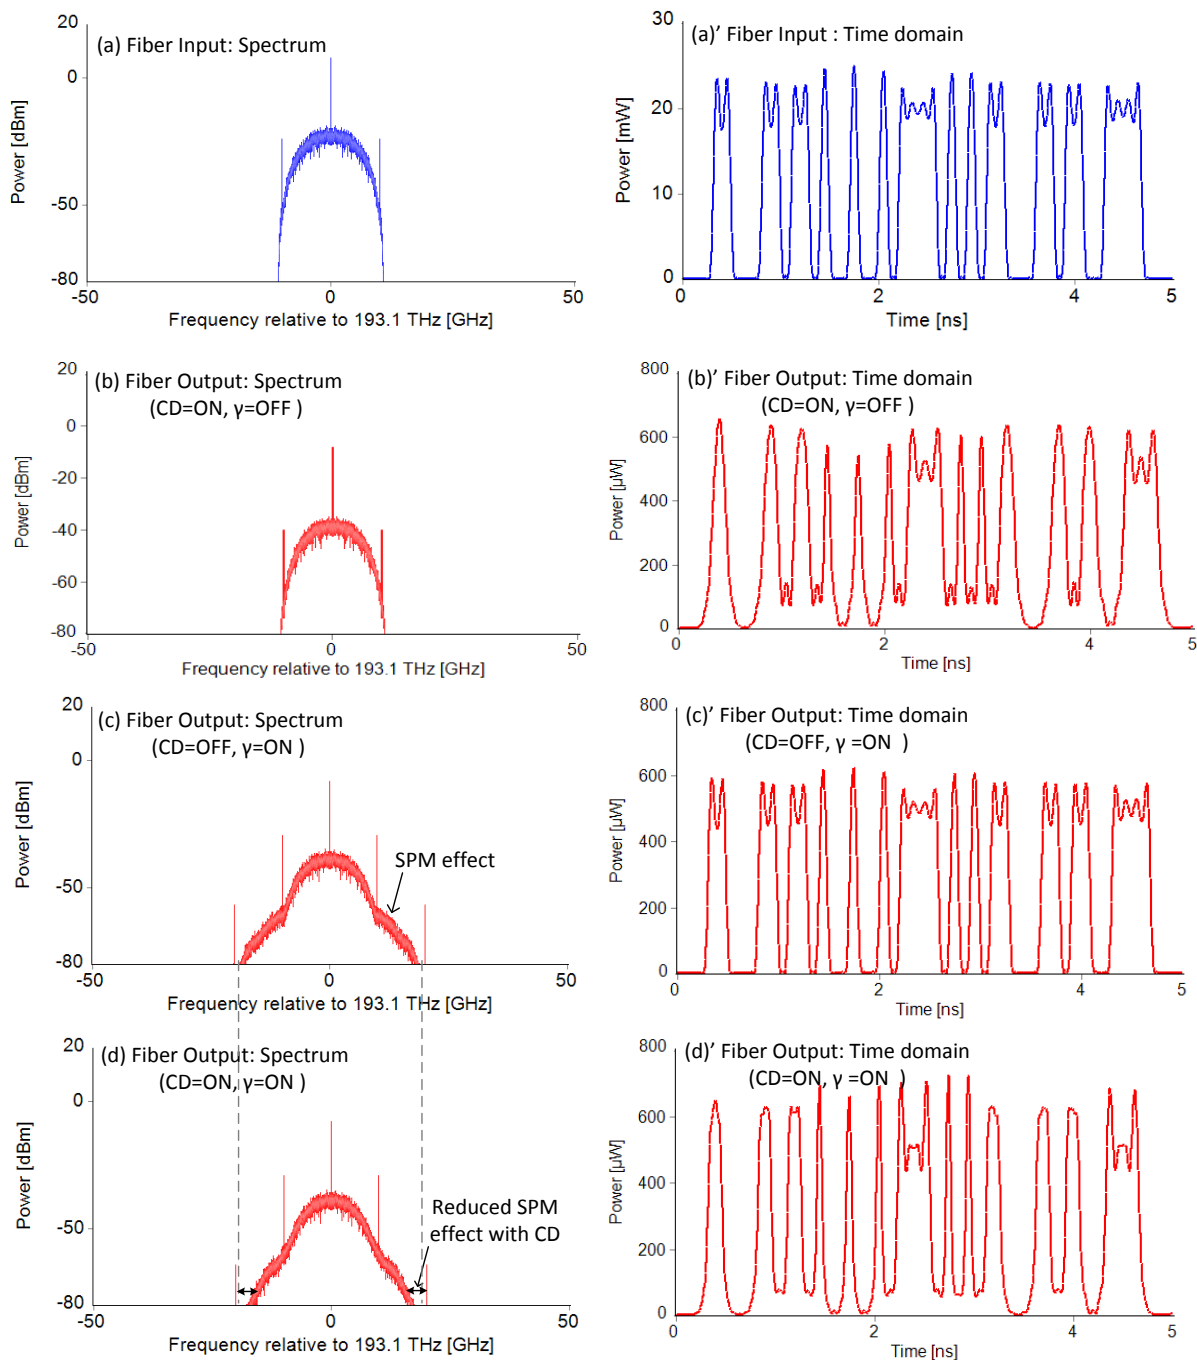 (a) Fiber Input: Spectrum
20
0
-50
-80
Power [dBm]
-50
0
50
Frequency relative to 193.1 THz [GHz]
(a)' Fiber Input : Time domain
30
20
10
0
Power [mW]
0
2
4
5
Time [ns]
(b) Fiber Output: Spectrum
(CD=ON, γ=OFF )
20
0
-20
-40
-60
-80
Power [dBm]
-50
0
50
Frequency relative to 193.1 THz [GHz]
(b)' Fiber Output: Time domain
(CD=ON, γ=OFF )
800
600
400
200
0
Power [µW]
0
2
4
5
Time [ns]
(c) Fiber Output: Spectrum
(CD=OFF, γ=ON )
20
0
-50
-80
Power [dBm]
SPM effect
-50
0
50
Frequency relative to 193.1 THz [GHz]
(c)' Fiber Output: Time domain
(CD=OFF, γ =ON )
800
600
400
200
0
Power [µW]
0
2
4
5
Time [ns]
(d) Fiber Output: Spectrum
(CD=ON, γ=ON )
20
0
-50
-80
Power [dBm]
Reduced SPM
effect with CD
-50
0
50
Frequency relative to 193.1 THz [GHz]
(d)' Fiber Output: Time domain
(CD=ON, γ =ON )
800
600
400
200
0
Power [µW]
0
2
4
5
Time [ns]